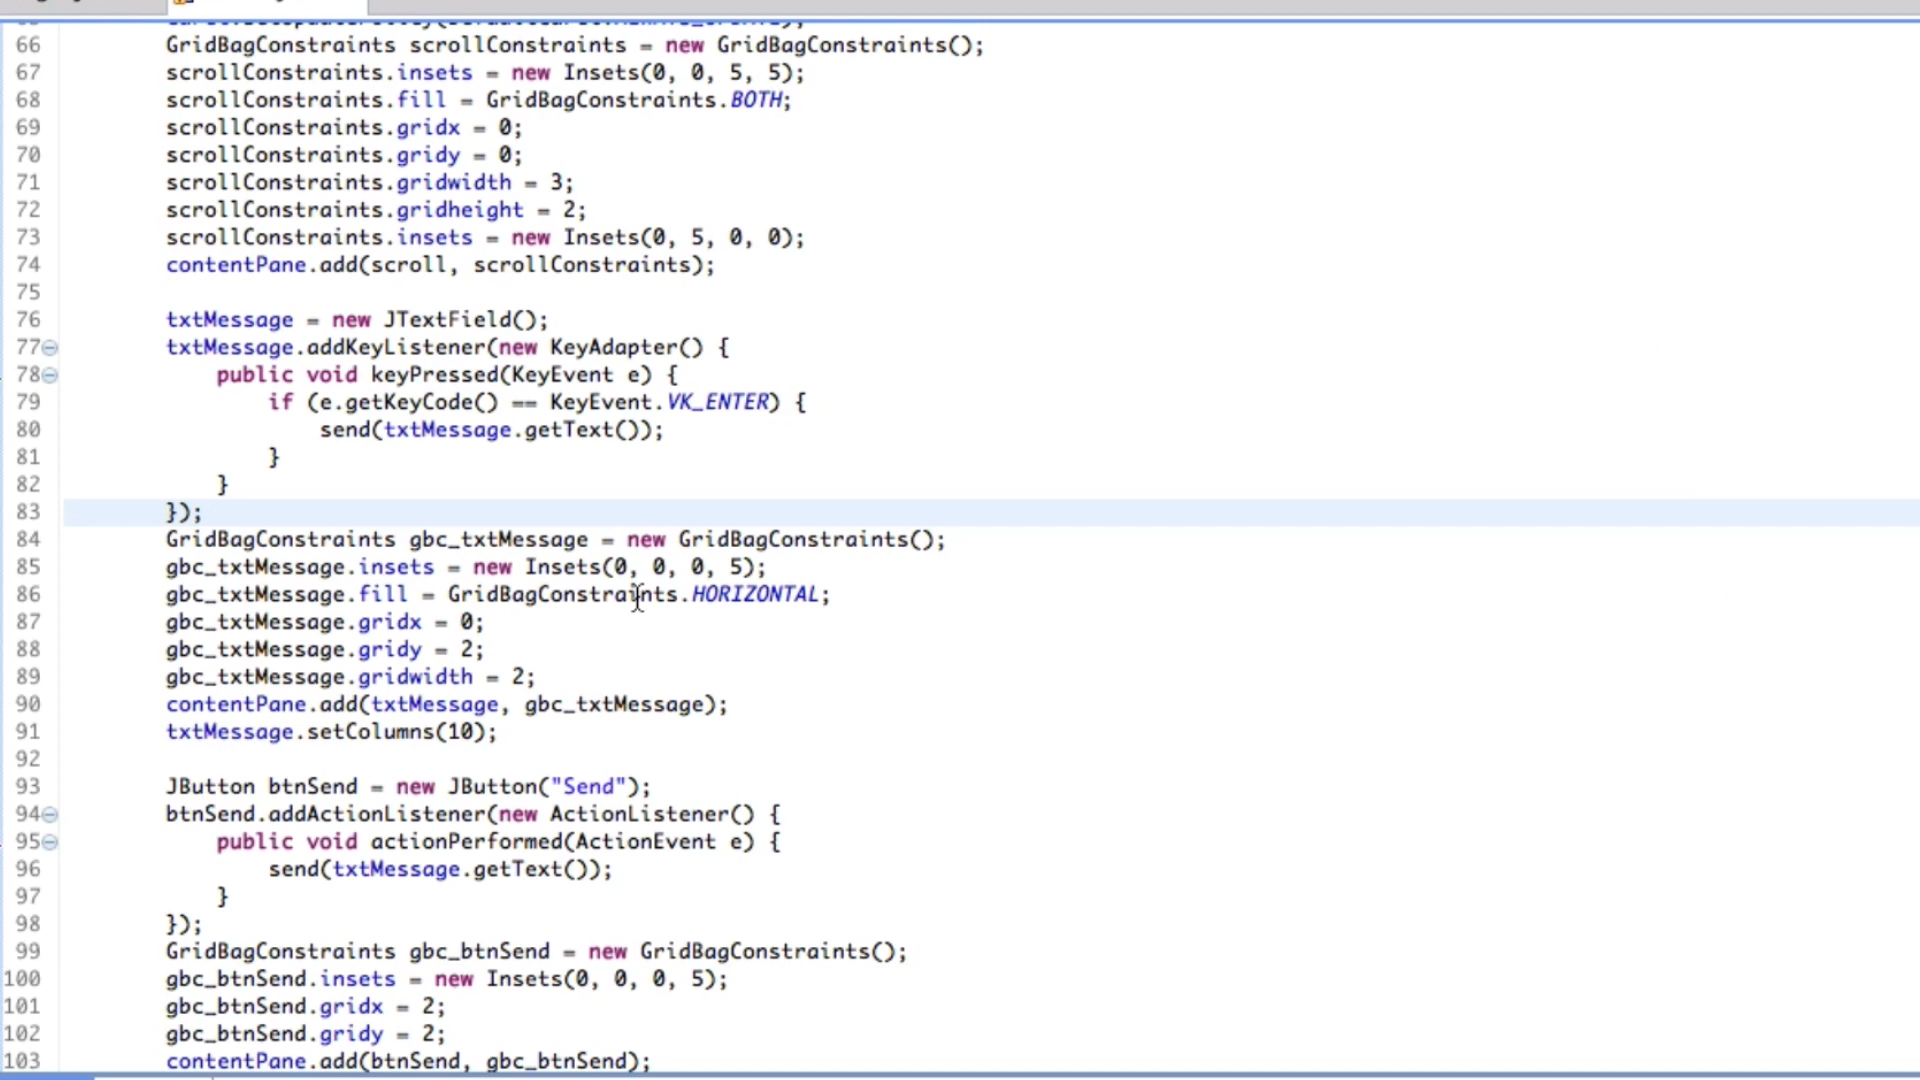 66 GridBagConstraints scrollConstraints = new GridBagConstraints();
67 scrollConstraints.insets = new Insets(0, 0, 5, 5);
68 scrollConstraints.fill = GridBagConstraints.BOTH;
69 scrollConstraints.gridx = 0;
70 scrollConstraints.gridy = 0;
71 scrollConstraints.gridwidth = 3;
72 scrollConstraints.gridheight = 2;
73 scrollConstraints.insets = new Insets(0, 5, 0, 0);
74 contentPane.add(scroll, scrollConstraints);
75
76 txtMessage = new JTextField();
77 txtMessage.addKeyListener(new KeyAdapter() {
78 public void keyPressed(KeyEvent e) {
79 if (e.getKeyCode() == KeyEvent.VK_ENTER) {
80 send(txtMessage.getText());
81 }
82 }
83 });
84 GridBagConstraints gbc_txtMessage = new GridBagConstraints();
85 gbc_txtMessage.insets = new Insets(0, 0, 0, 5);
86 gbc_txtMessage.fill = GridBagConstraints.HORIZONTAL;
87 gbc_txtMessage.gridx = 0;
88 gbc_txtMessage.gridy = 2;
89 gbc_txtMessage.gridwidth = 2;
90 contentPane.add(txtMessage, gbc_txtMessage);
91 txtMessage.setColumns(10);
92
93 JButton btnSend = new JButton("Send");
94 btnSend.addActionListener(new ActionListener() {
95 public void actionPerformed(ActionEvent e) {
96 send(txtMessage.getText());
97 }
98 });
99 GridBagConstraints gbc_btnSend = new GridBagConstraints();
100 gbc_btnSend.insets = new Insets(0, 0, 0, 5);
101 gbc_btnSend.gridx = 2;
102 gbc_btnSend.gridy = 2;
103 contentPane.add(btnSend, gbc_btnSend);